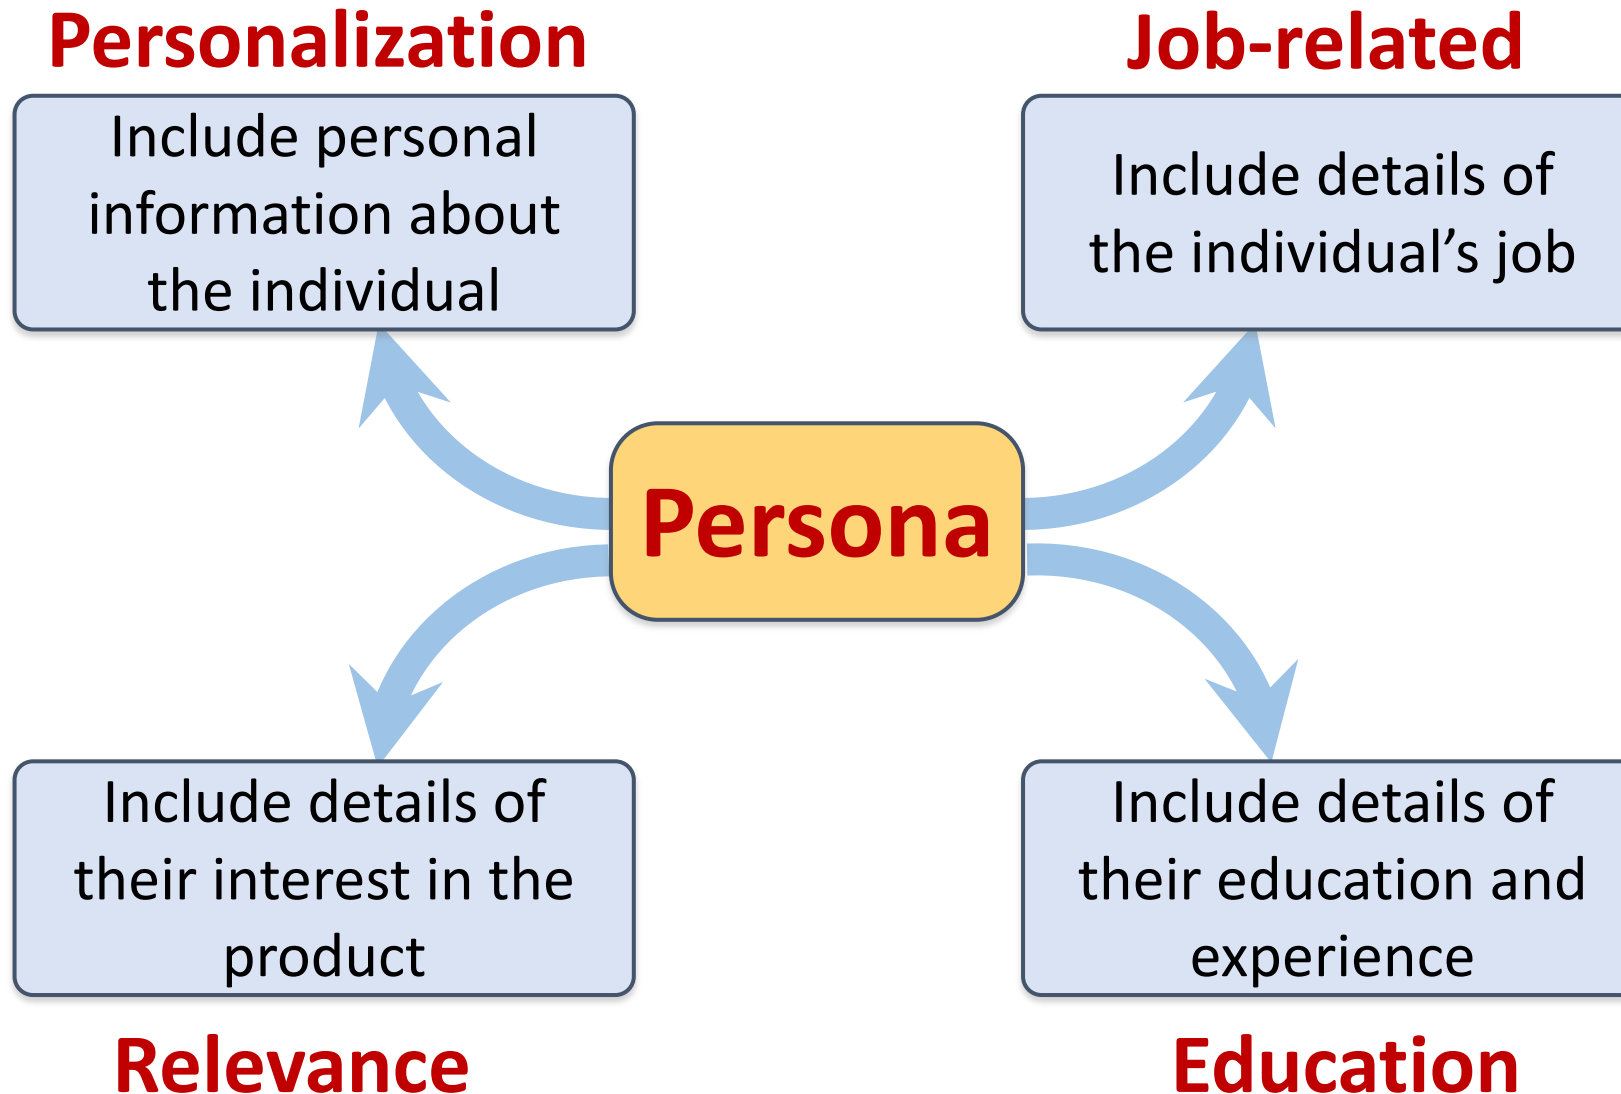 Personalization
Include personal
information about
the individual
Job-related
Include details of
the individual’s job
Persona
Include details of
their interest in the
product
Relevance
Include details of
their education and
experience
Education